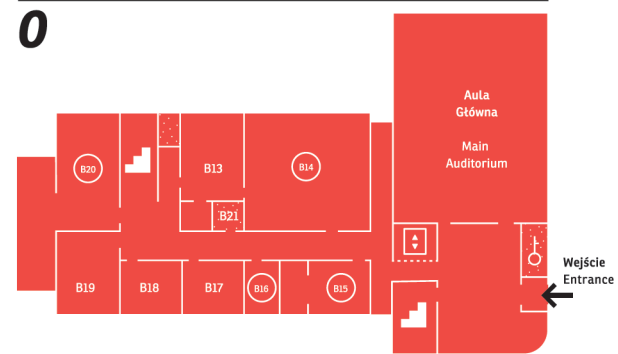 0
Aula
Główna
Main
Auditorium
B20
B13
B14
B21
Wejście
Entrance
B19
B18
B17
B16
B15